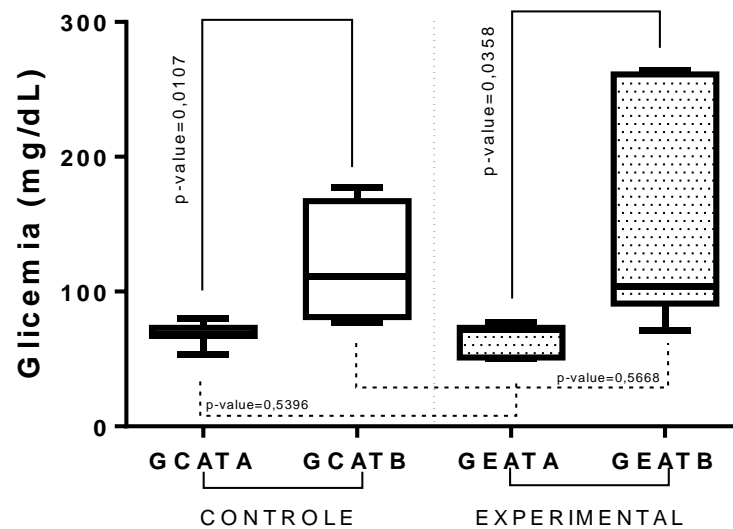 Glicemia (mg/dL)
300
200
100
0
p-value=0,0107
p-value=0,0358
p-value=0,5668
p-value=0,5396
GCATA GCATB GEATA GEATB
CONTROLE EXPERIMENTAL